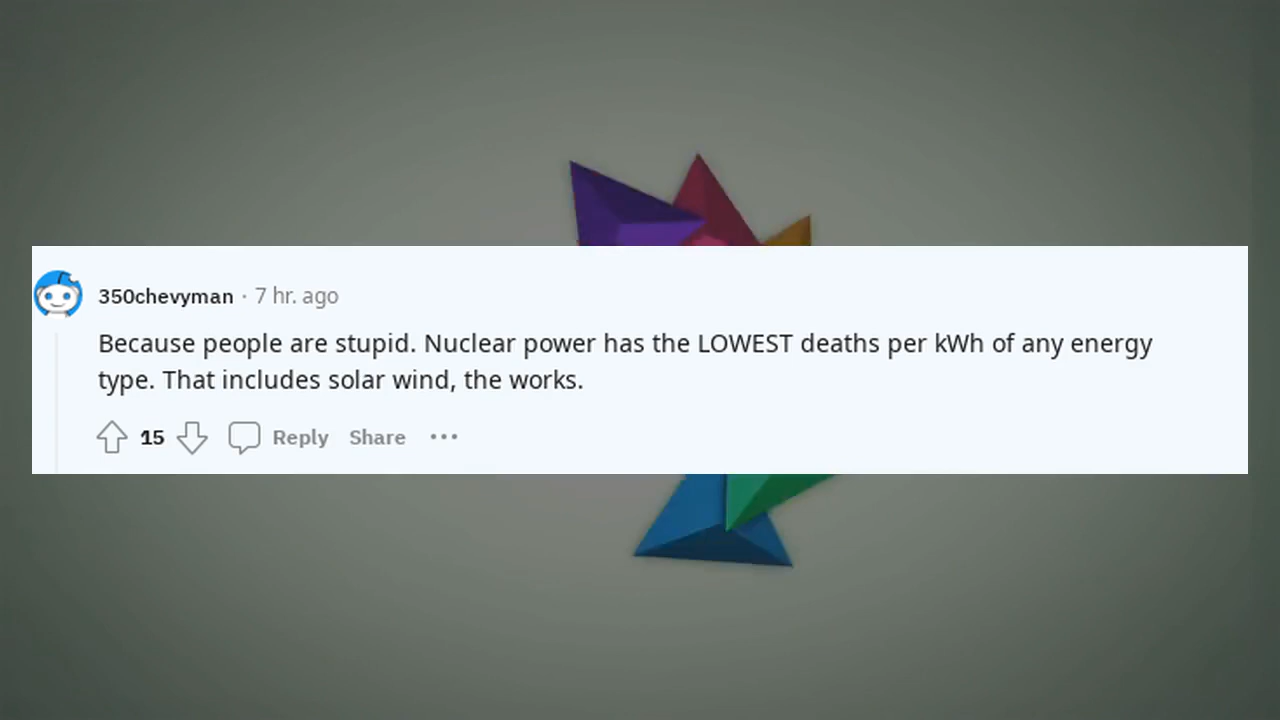 350chevyman · 7 hr. ago
Because people are stupid. Nuclear power has the LOWEST deaths per kWh of any energy
type. That includes solar wind, the works.
15 Reply Share ···